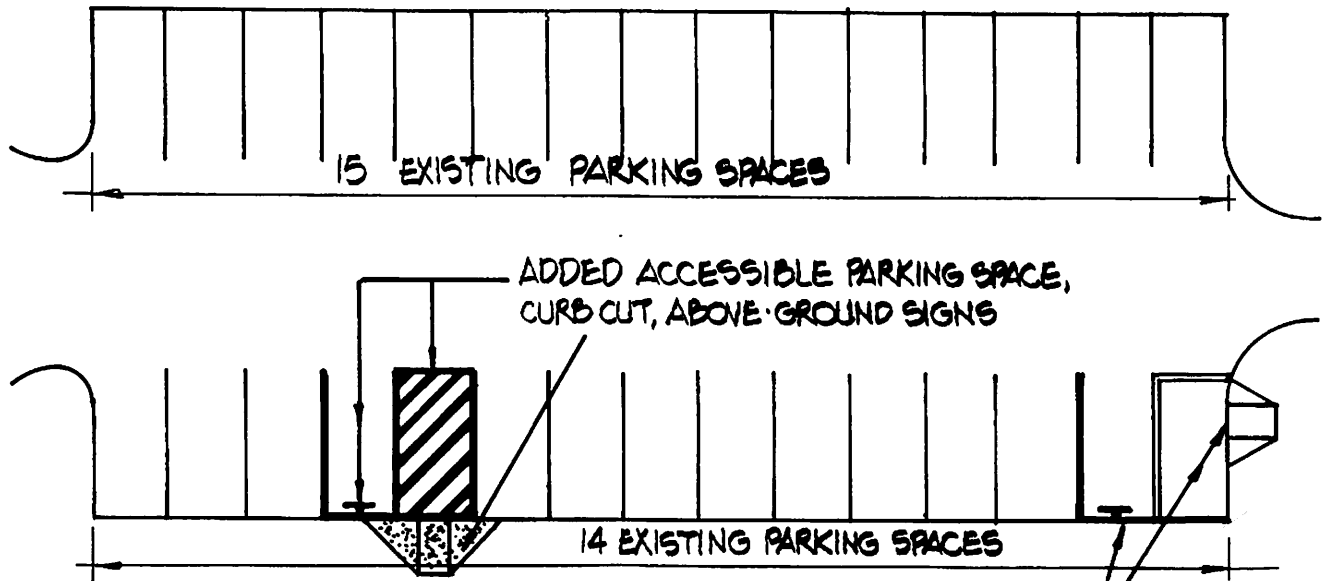 15 EXISTING PARKING SPACES
ADDED ACCESSIBLE PARKING SPACE,
CURB CUT, ABOVE-GROUND SIGNS
14 EXISTING PARKING SPACES